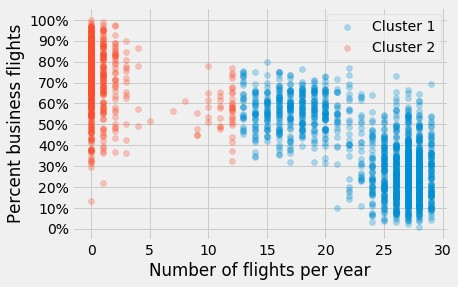 100%
90%
80%
70%
60%
50%
40%
30%
20%
10%
0%
Percent business flights
Cluster 1
Cluster 2
0 5 10 15 20 25 30
Number of flights per year